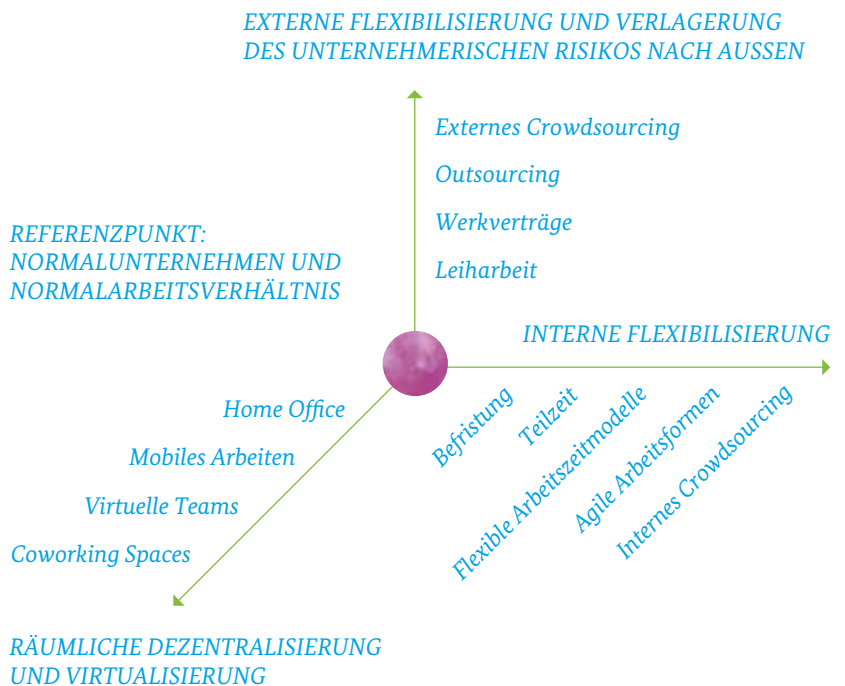 EXTERNE FLEXIBILISIERUNG UND VERLAGERUNG
DES UNTERNEHMERISCHEN RISIKOS NACH AUSSEN
Externes Crowdsourcing
Outsourcing
Werkverträge
Leiharbeit
REFERENZPUNKT:
NORMALUNTERNEHMEN UND
NORMALARBEITSVERHÄLTNIS
INTERNE FLEXIBILISIERUNG
Befristung
Teilzeit
Flexible Arbeitszeitmodelle
Agile Arbeitsformen
Internes Crowdsourcing
Home Office
Mobiles Arbeiten
Virtuelle Teams
Coworking Spaces
RÄUMLICHE DEZENTRALISIERUNG
UND VIRTUALISIERUNG